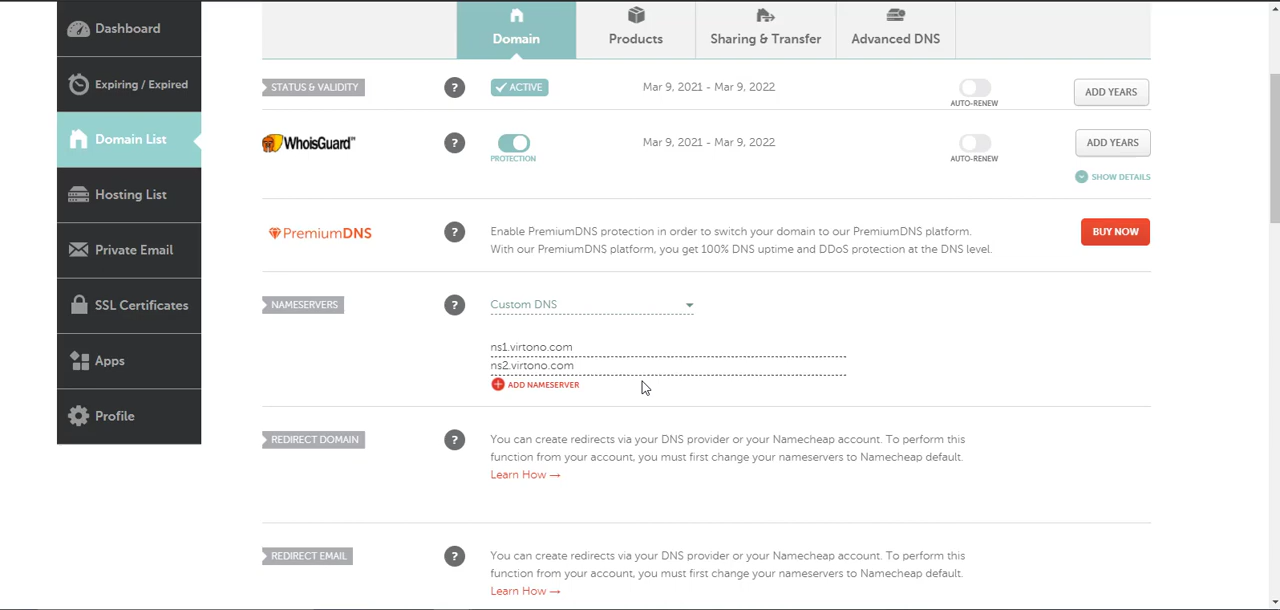 Dashboard
Expiring / Expired
Domain List
Hosting List
Private Email
SSL Certificates
Apps
Profile
Domain
Products
Sharing & Transfer
Advanced DNS
STATUS & VALIDITY
?
ACTIVE
Mar 9, 2021 - Mar 9, 2022
AUTO-RENEW
ADD YEARS
WhoisGuard
?
PROTECTION
Mar 9, 2021 - Mar 9, 2022
AUTO-RENEW
ADD YEARS
SHOW DETAILS
PremiumDNS
?
Enable PremiumDNS protection in order to switch your domain to our PremiumDNS platform.
With our PremiumDNS platform, you get 100% DNS uptime and DDoS protection at the DNS level.
BUY NOW
NAMESERVERS
?
Custom DNS
ns1.virtono.com
ns2.virtono.com
ADD NAMESERVER
REDIRECT DOMAIN
?
You can create redirects via your DNS provider or your Namecheap account. To perform this
function from your account, you must first change your nameservers to Namecheap default.
Learn How →
REDIRECT EMAIL
?
You can create redirects via your DNS provider or your Namecheap account. To perform this
function from your account, you must first change your nameservers to Namecheap default.
Learn How →